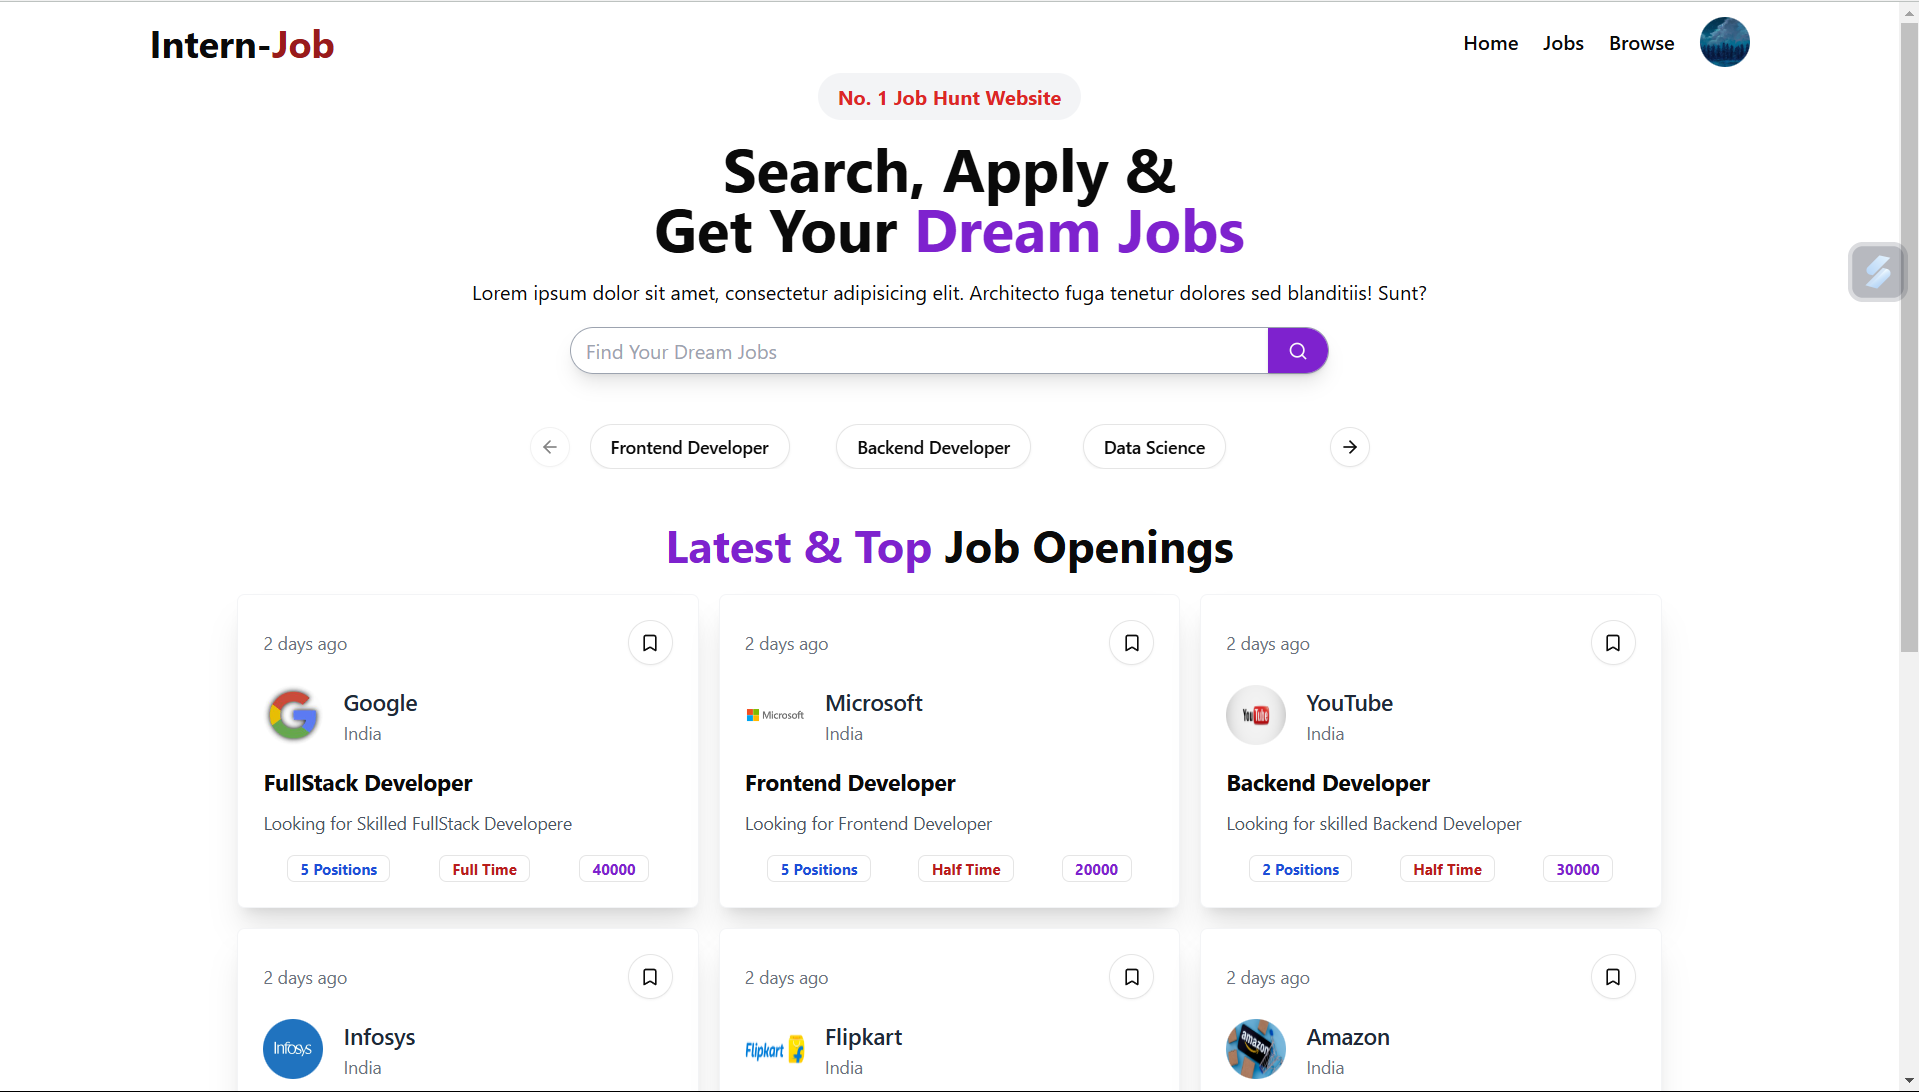 Intern-Job
Home
Jobs
Browse
No. 1 Job Hunt Website
Search, Apply &
Get Your Dream Jobs
Lorem ipsum dolor sit amet, consectetur adipisicing elit. Architecto fuga tenetur dolores sed blanditiis! Sunt?
Find Your Dream Jobs
Frontend Developer
Backend Developer
Data Science
Latest & Top Job Openings
2 days ago
Google
India
FullStack Developer
Looking for Skilled FullStack Developere
5 Positions
Full Time
40000
2 days ago
Microsoft
Microsoft
India
Frontend Developer
Looking for Frontend Developer
5 Positions
Half Time
20000
2 days ago
YouTube
YouTube
India
Backend Developer
Looking for skilled Backend Developer
2 Positions
Half Time
30000
2 days ago
Infosys
Infosys
India
2 days ago
Flipkart
Flipkart
India
2 days ago
amazon
Amazon
India